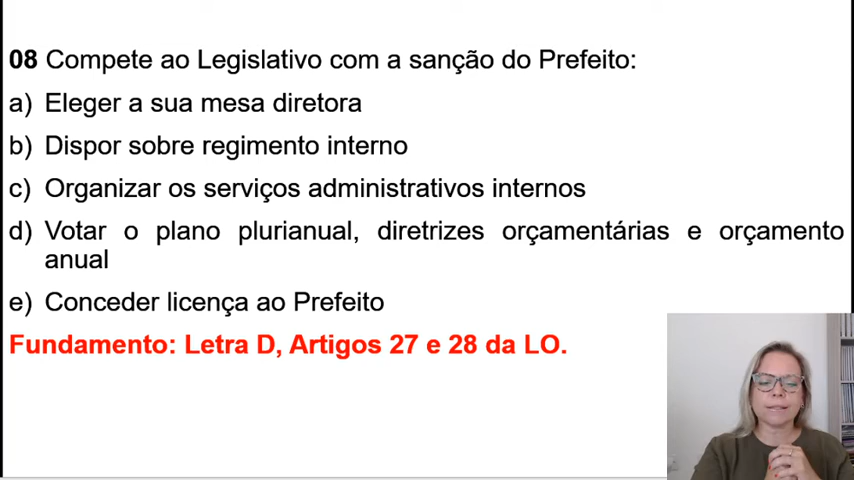 08 Compete ao Legislativo com a sanção do Prefeito:
a) Eleger a sua mesa diretora
b) Dispor sobre regimento interno
c) Organizar os serviços administrativos internos
d) Votar o plano plurianual, diretrizes orçamentárias e orçamento
anual
e) Conceder licença ao Prefeito
Fundamento: Letra D, Artigos 27 e 28 da LO.